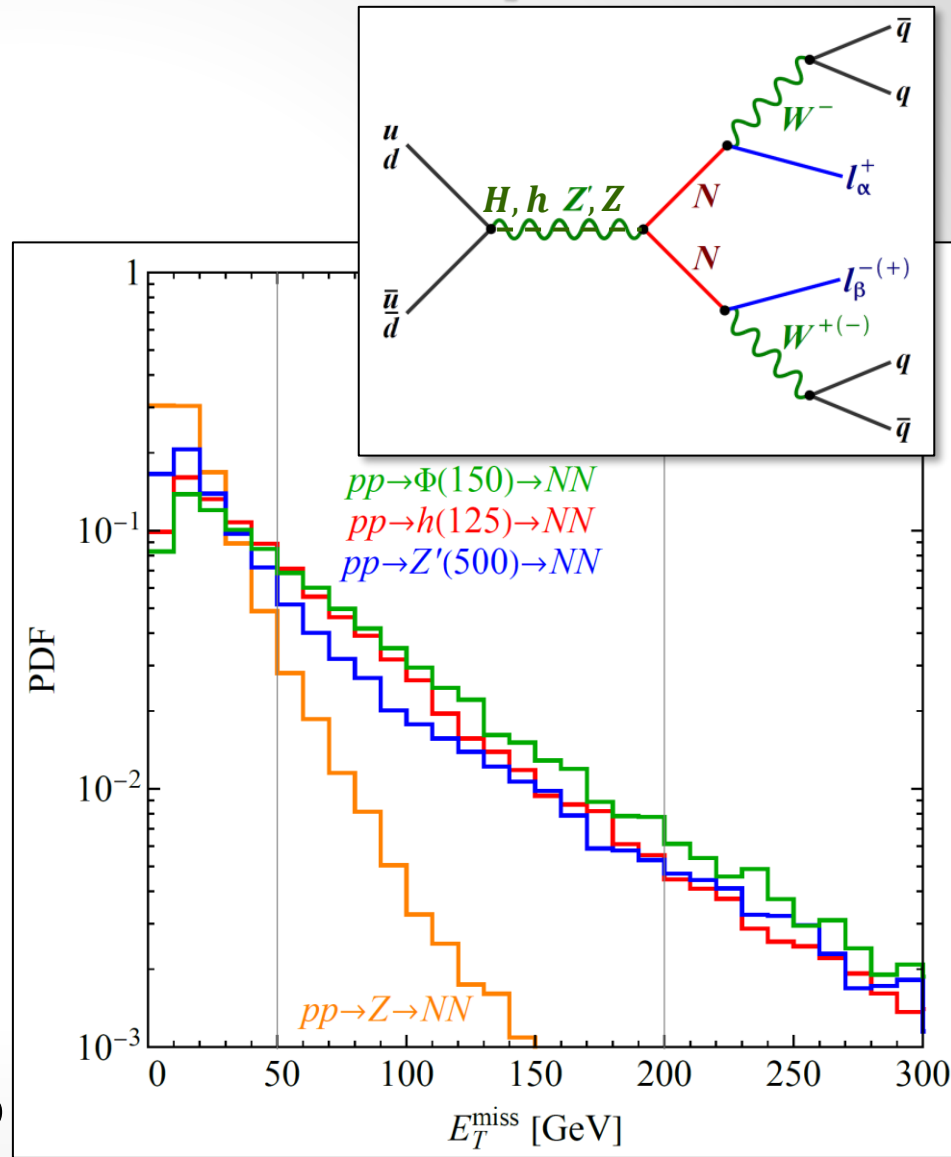 q̄
q
W⁻
u
d
l⁺α
H, h Z′, Z
N
N
l⁻⁽⁺⁾β
ū
d̄
W⁺⁽⁻⁾
q
q̄
1
10⁻¹
10⁻²
10⁻³
PDF
pp→Φ(150)→NN
pp→h(125)→NN
pp→Z′(500)→NN
pp→Z→NN
0 50 100 150 200 250 300
E_T^miss [GeV]
)